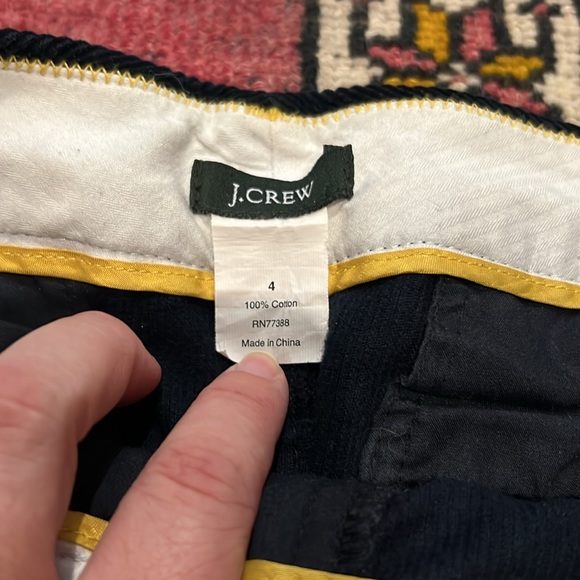 J.CREW
4
100% Cotton
RN77388
Made in China